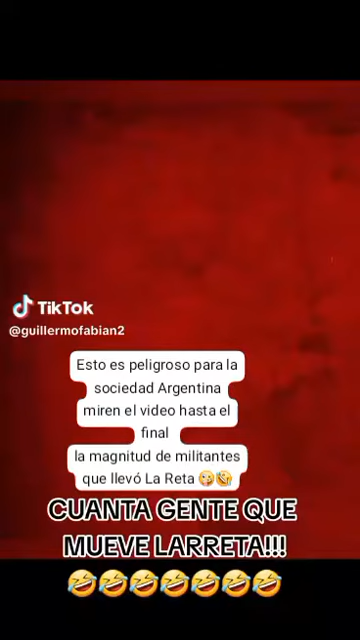 TikTok
@guillermofabian2
Esto es peligroso para la
sociedad Argentina
miren el video hasta el
final
la magnitud de militantes
que llevó La Reta 😘🤣
CUANTA GENTE QUE
MUEVE LARRETA!!!
🤣🤣🤣🤣🤣🤣🤣